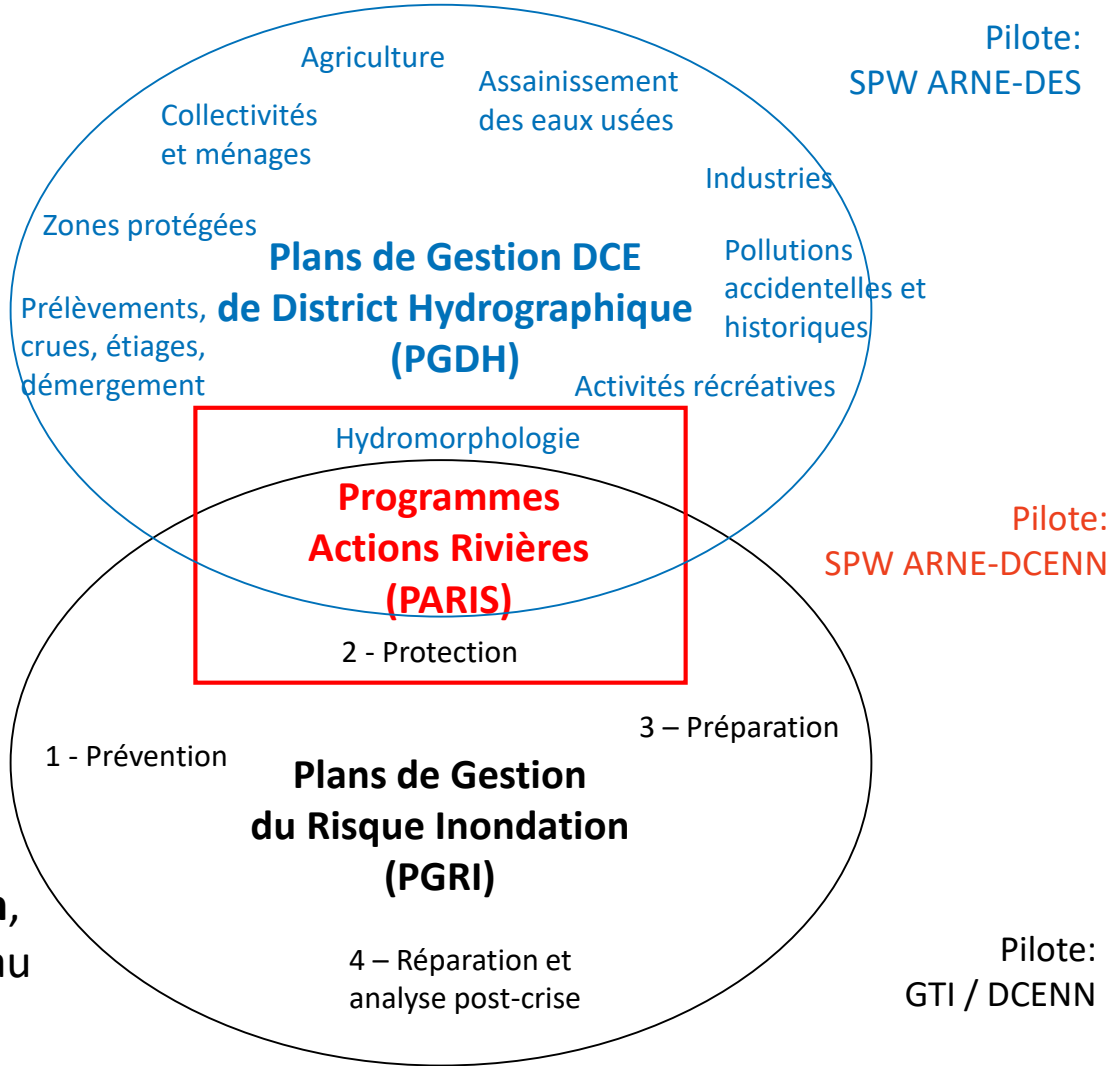 Pilote:
SPW ARNE-DES
Agriculture
Assainissement
des eaux usées
Collectivités
et ménages
Industries
Zones protégées
Plans de Gestion DCE
de District Hydrographique
(PGDH)
Pollutions
accidentelles et
historiques
Prélèvements,
crues, étiages,
démergement
Activités récréatives
Hydromorphologie
Programmes
Actions Rivières
(PARIS)
Pilote:
SPW ARNE-DCENN
2 - Protection
3 – Préparation
1 - Prévention
Plans de Gestion
du Risque Inondation
(PGRI)
4 – Réparation et
analyse post-crise
Pilote:
GTI / DCENN